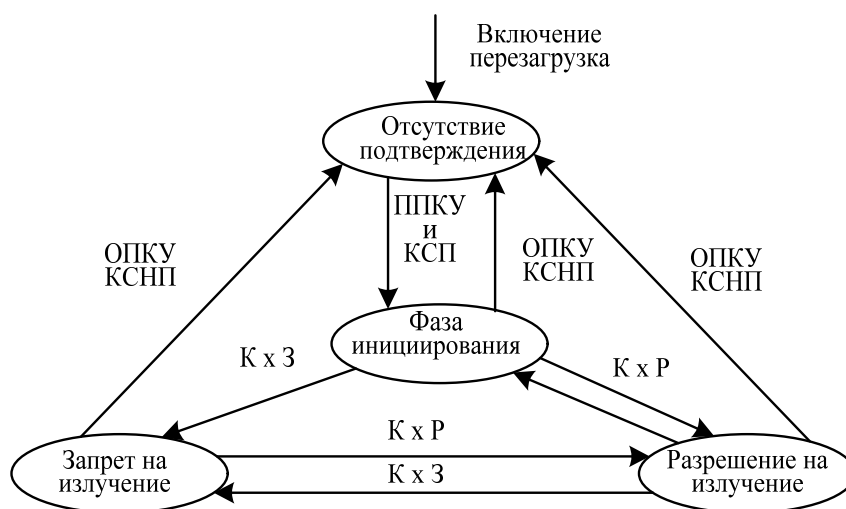 Включение
перезагрузка
Отсутствие
подтверждения
ППКУ
и
КСП
ОПКУ
КСНП
ОПКУ
КСНП
ОПКУ
КСНП
Фаза
инициирования
К х З
К х Р
К х Р
Запрет на
излучение
К х З
Разрешение на
излучение